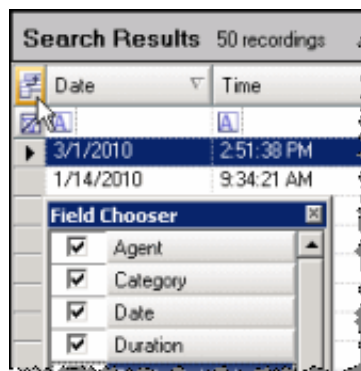 Search Results 50 recordings
Date Time
A A
3/1/2010 2:51:38 PM
1/14/2010 9:34:21 AM
Field Chooser
Agent
Category
Date
Duration